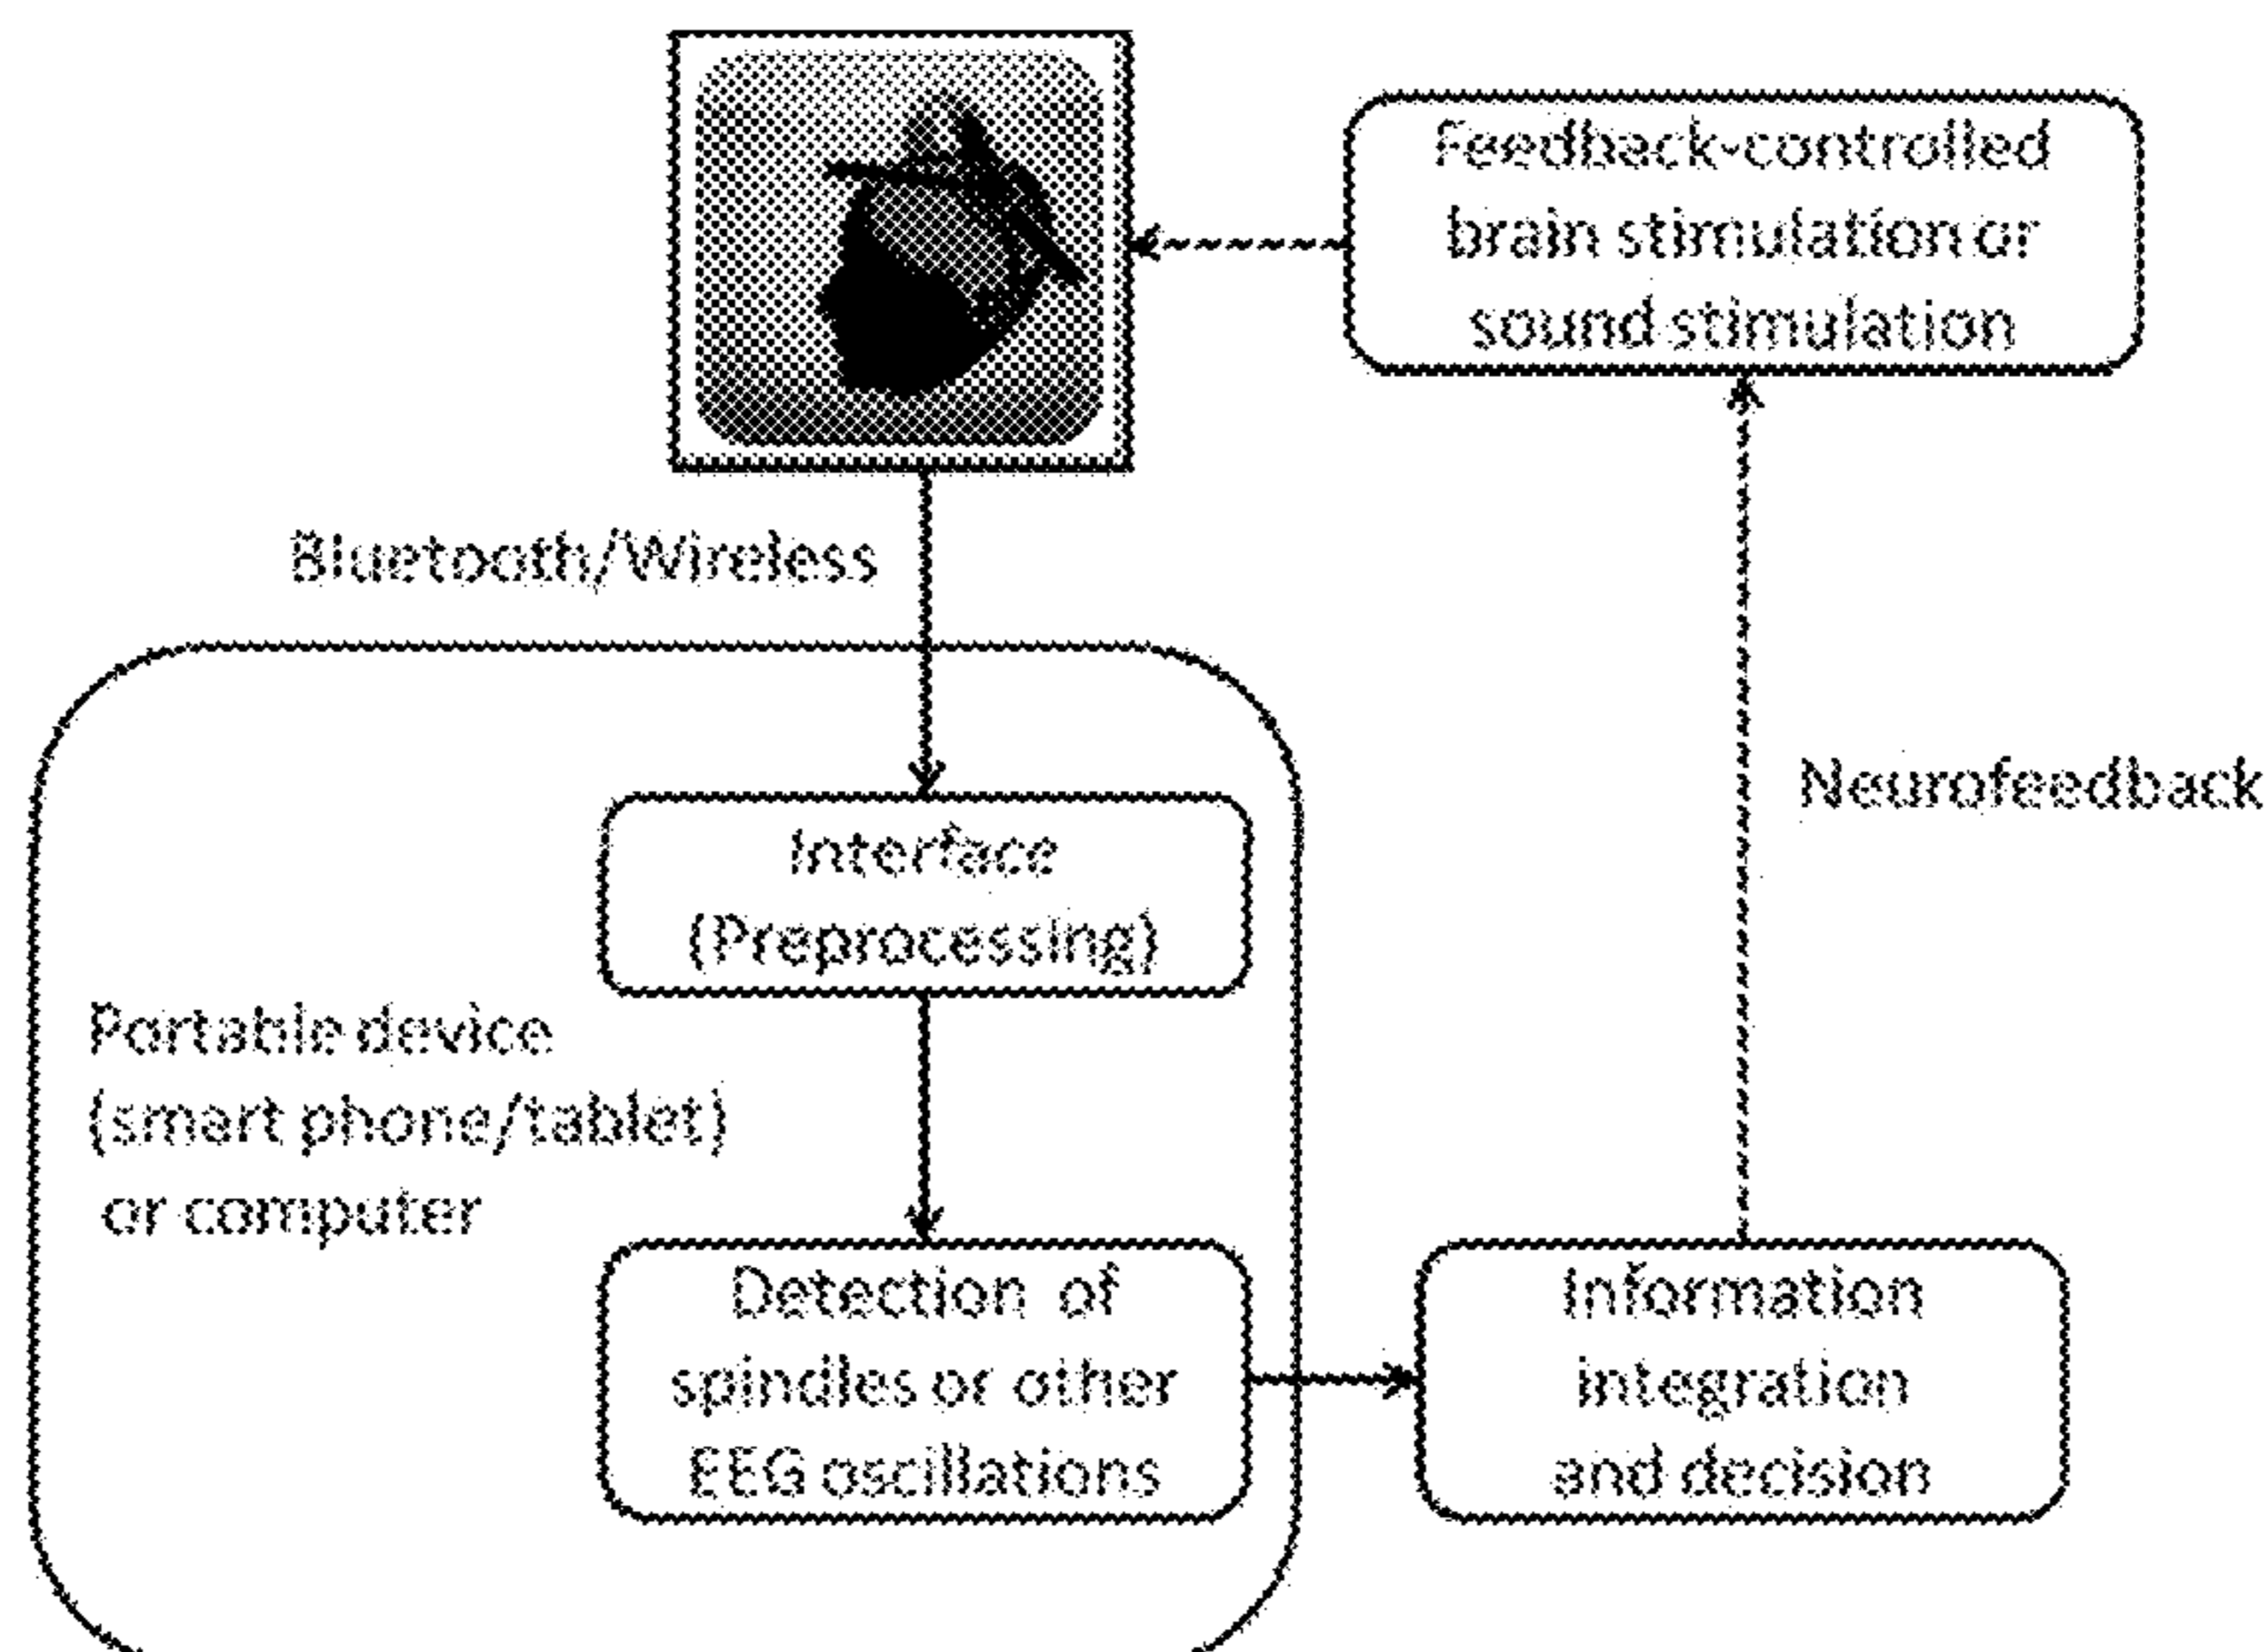 Feedback-controlled
brain stimulation or
sound stimulation
Bluetooth/Wireless
Neurofeedback
Interface
(Preprocessing)
Portable device
(smart phone/tablet)
or computer
Detection of
spindles or other
EEG oscillations
Information
integration
and decision